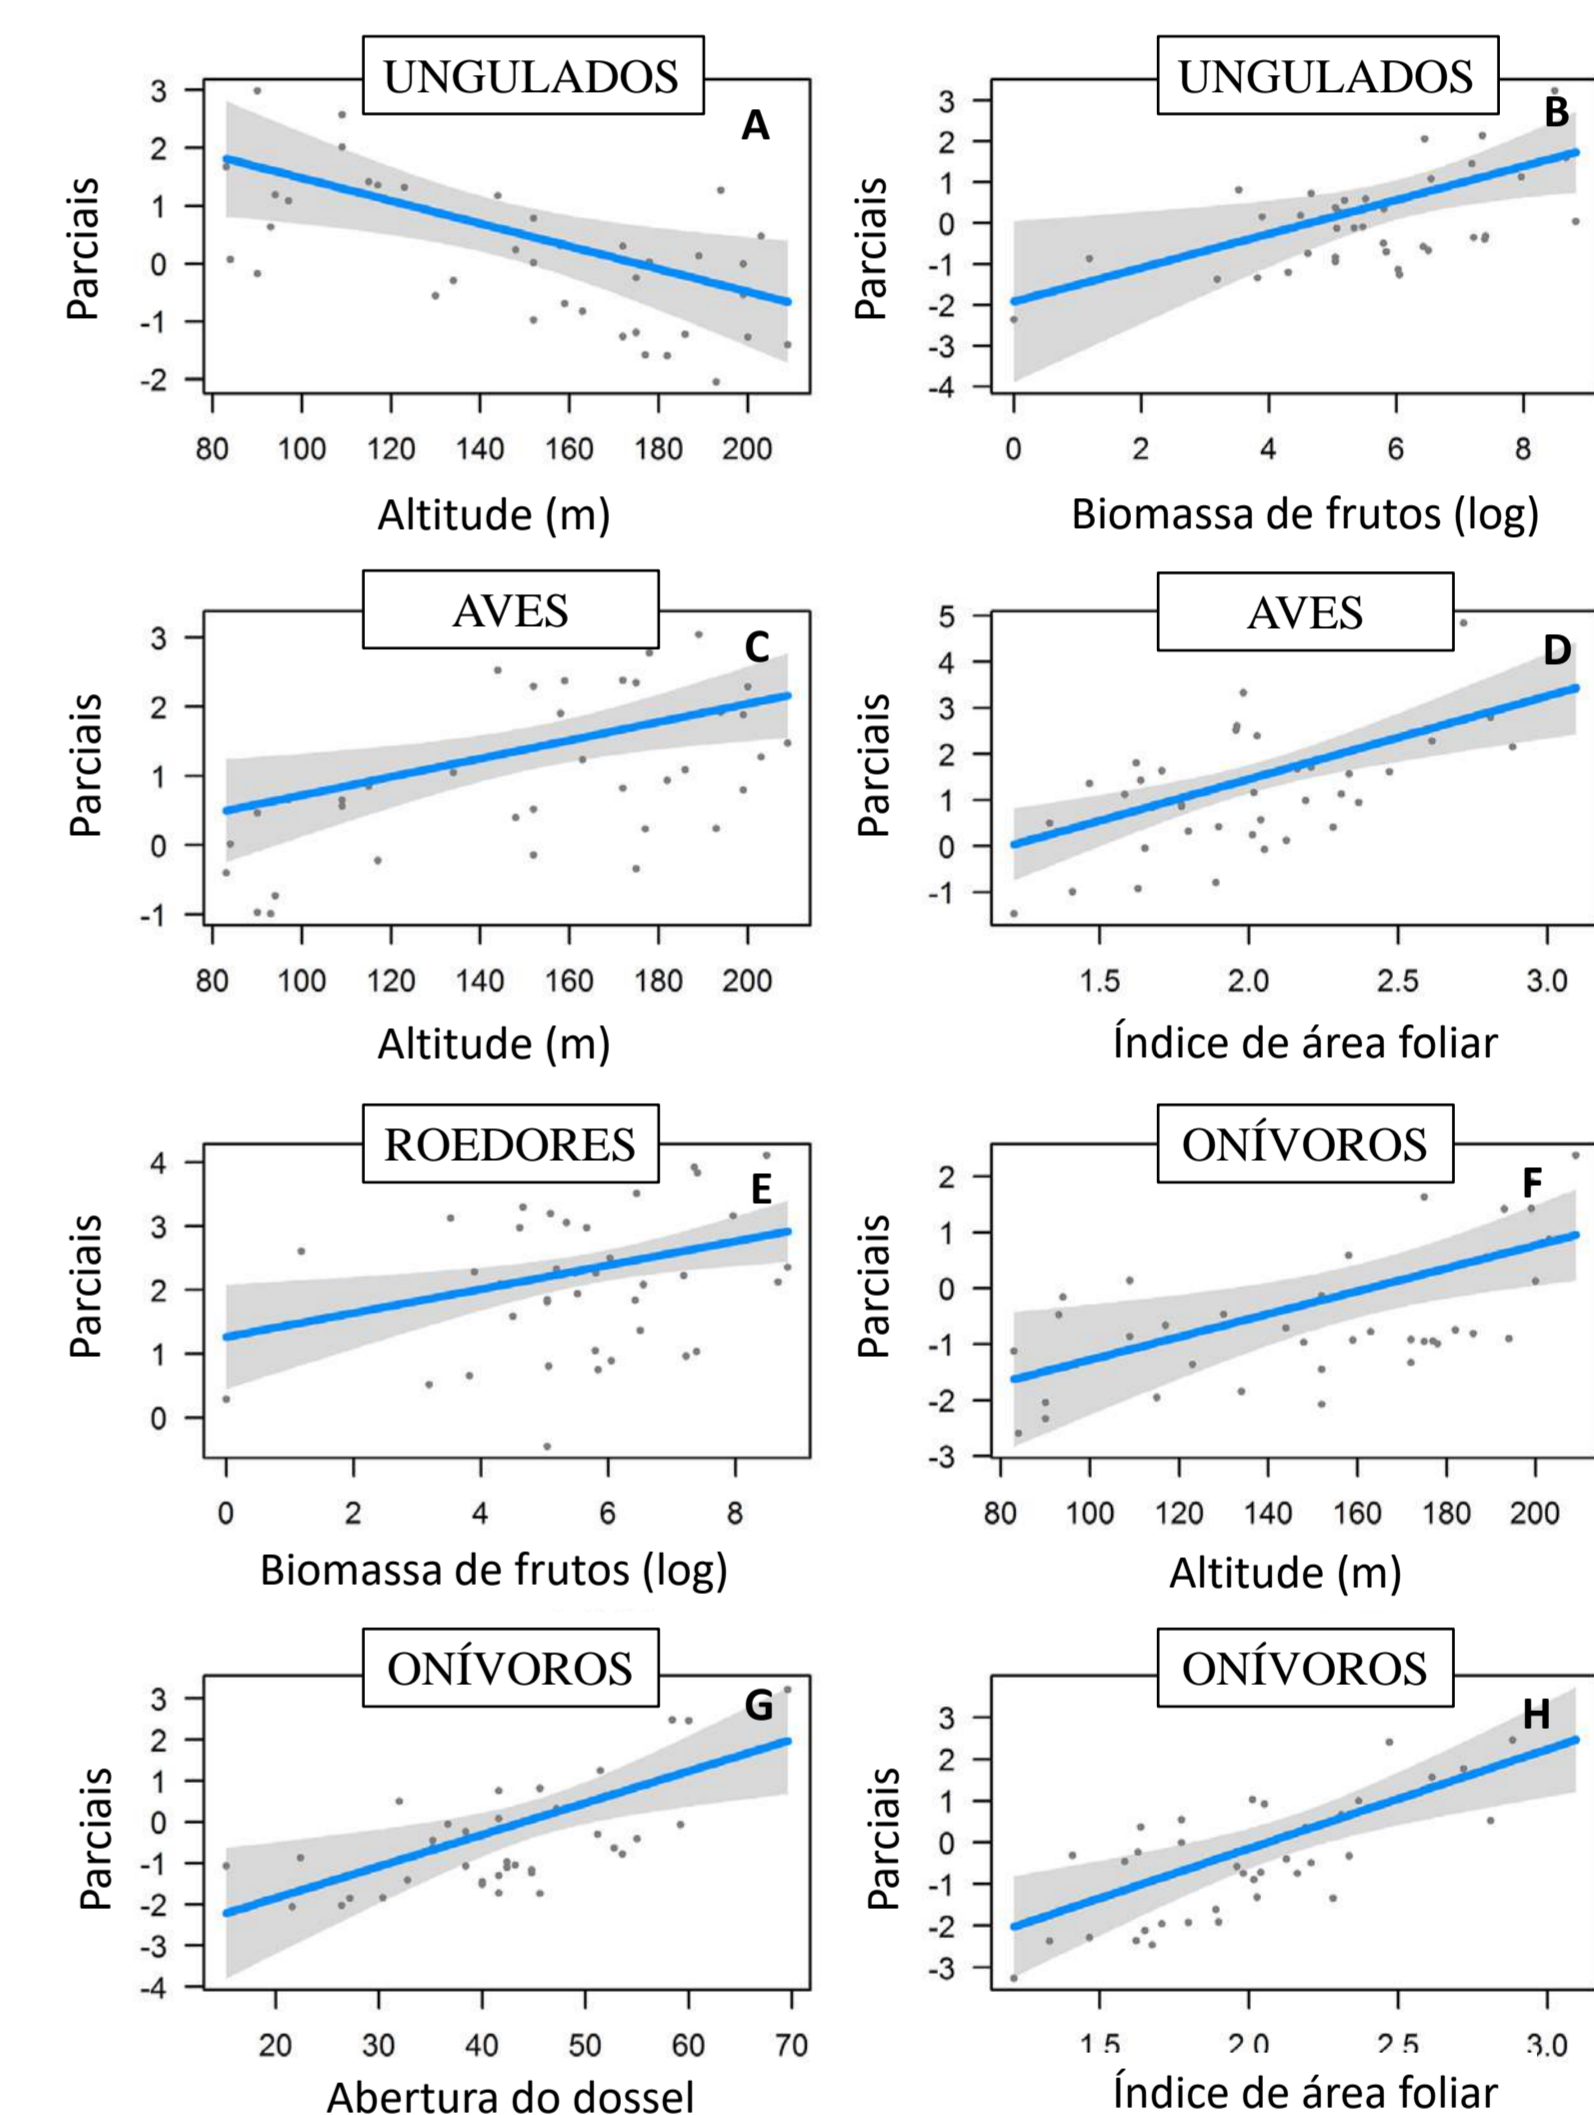 UNGULADOS
A
Parciais
3
2
1
0
-1
-2
80 100 120 140 160 180 200
Altitude (m)
UNGULADOS
B
Parciais
3
2
1
0
-1
-2
-3
-4
0 2 4 6 8
Biomassa de frutos (log)
AVES
C
Parciais
3
2
1
0
-1
80 100 120 140 160 180 200
Altitude (m)
AVES
D
Parciais
5
4
3
2
1
0
-1
1.5 2.0 2.5 3.0
Índice de área foliar
ROEDORES
E
Parciais
4
3
2
1
0
0 2 4 6 8
Biomassa de frutos (log)
ONÍVOROS
F
Parciais
2
1
0
-1
-2
-3
80 100 120 140 160 180 200
Altitude (m)
ONÍVOROS
G
Parciais
3
2
1
0
-1
-2
-3
-4
20 30 40 50 60 70
Abertura do dossel
ONÍVOROS
H
Parciais
3
2
1
0
-1
-2
-3
1.5 2.0 2.5 3.0
Índice de área foliar